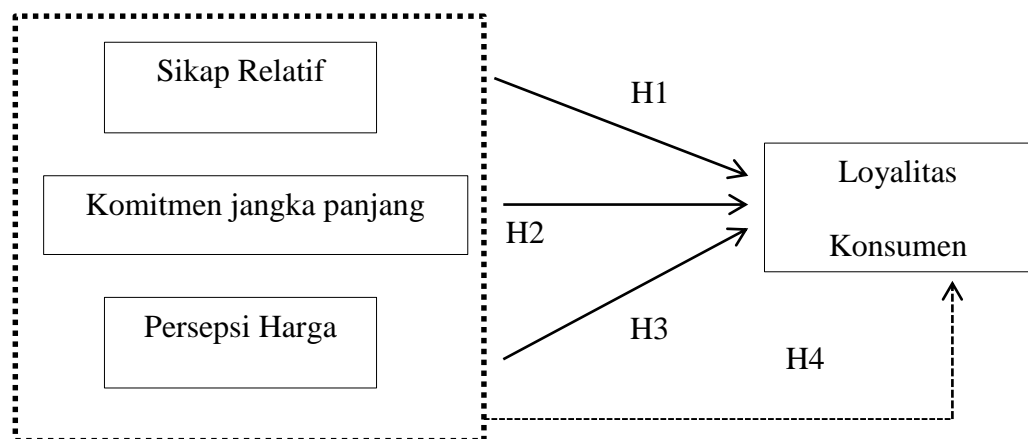 Sikap Relatif
H1
Komitmen jangka panjang
H2
Loyalitas
Konsumen
Persepsi Harga
H3
H4